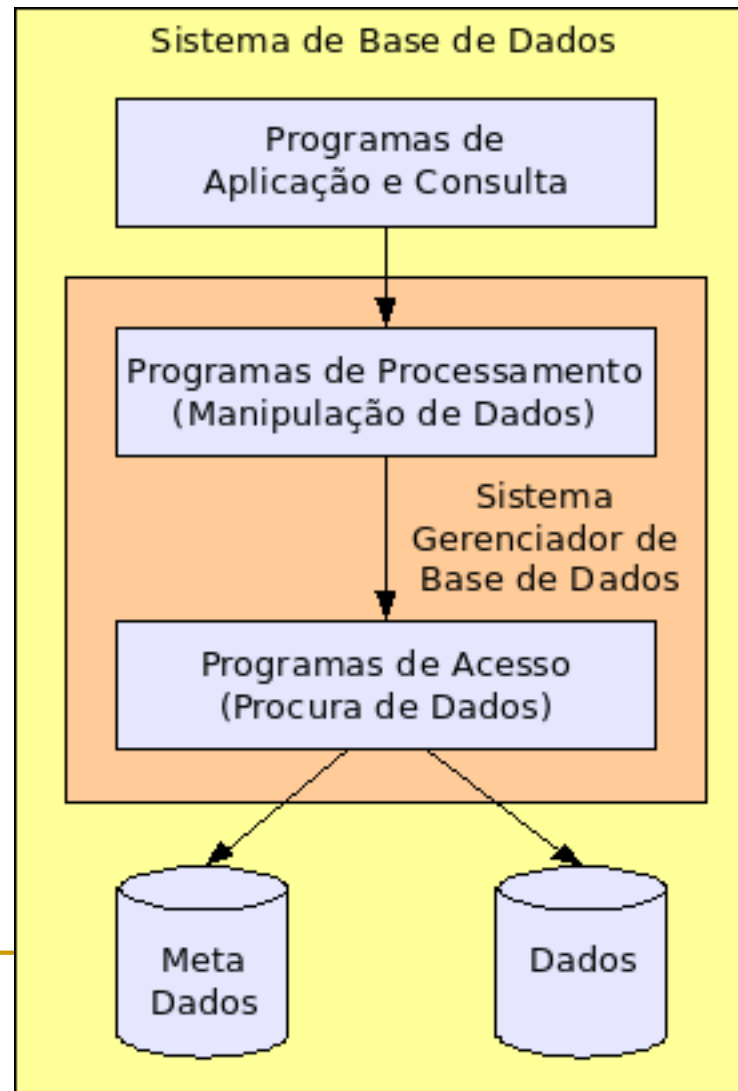 Sistema de Base de Dados
Programas de
Aplicação e Consulta
Programas de Processamento
(Manipulação de Dados)
Sistema
Gerenciador de
Base de Dados
Programas de Acesso
(Procura de Dados)
Meta
Dados
Dados